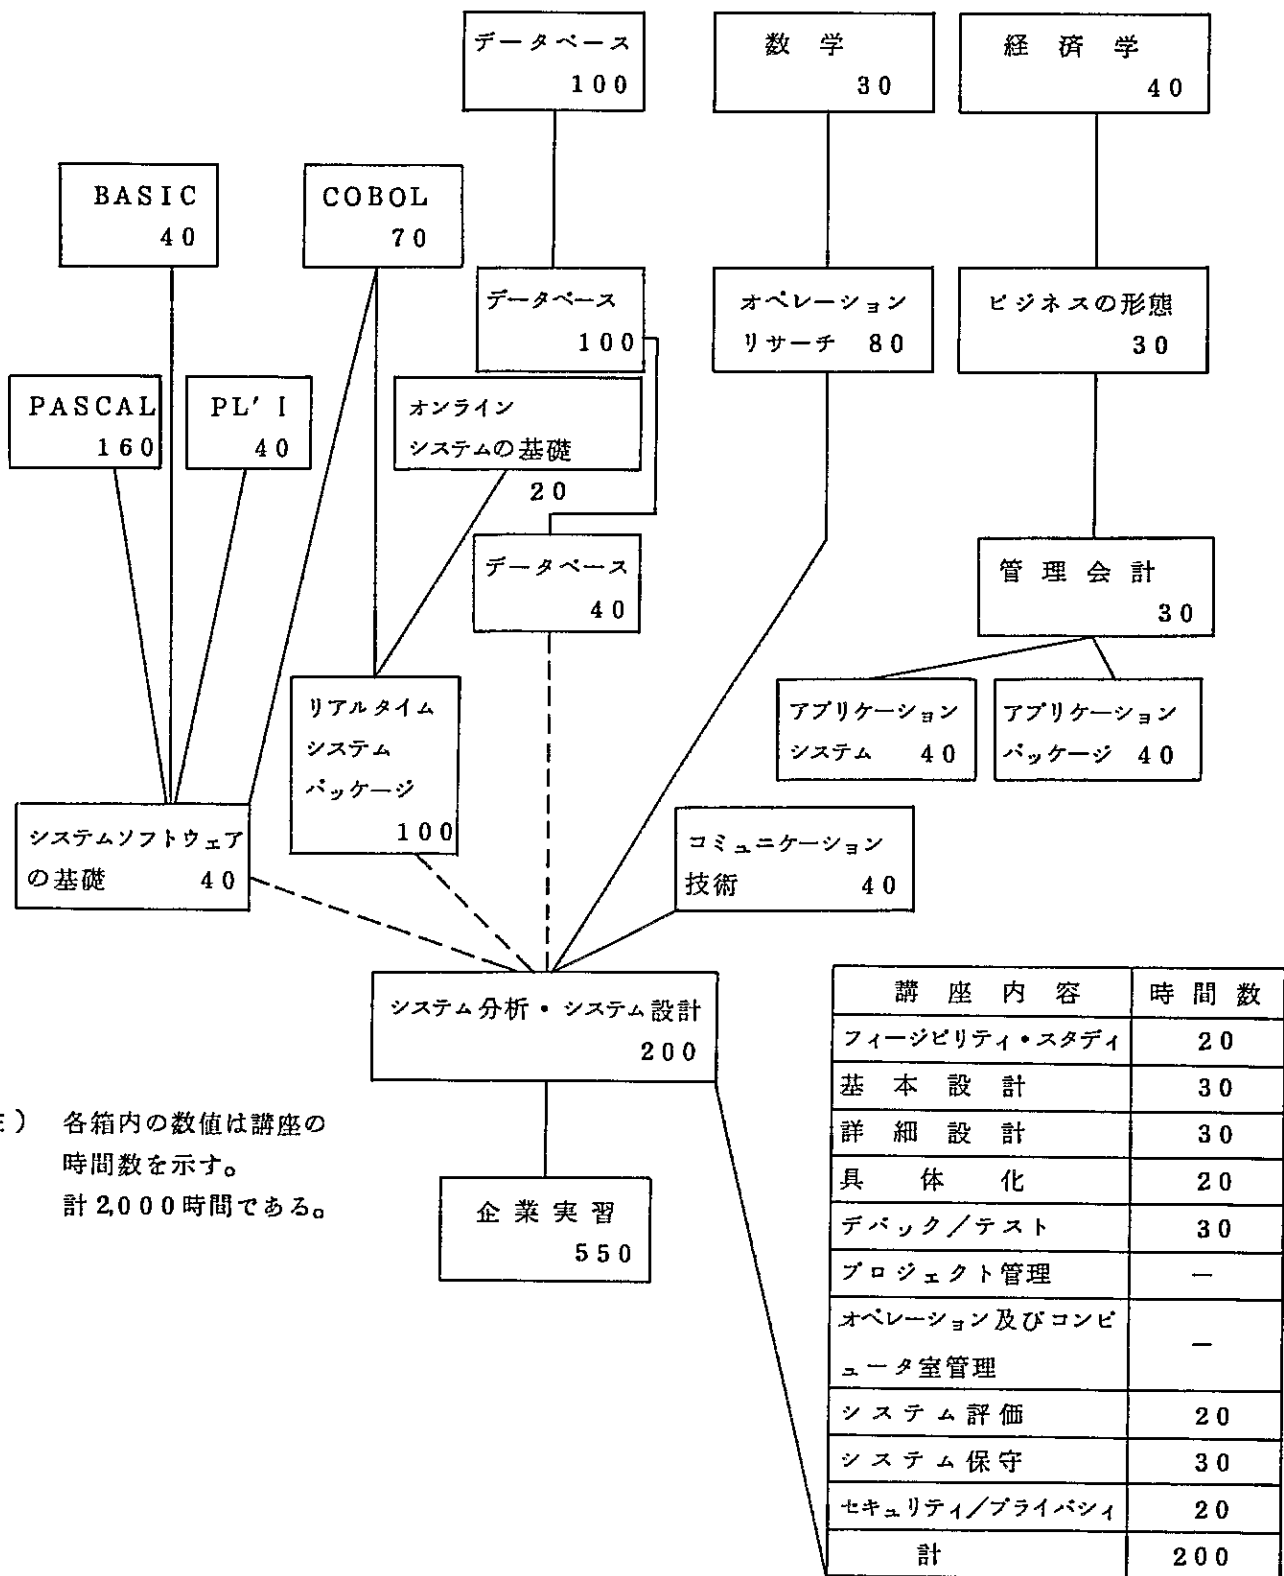 データベース
100
数学
30
経済学
40
BASIC
40
COBOL
70
データベース
100
オペレーション
リサーチ 80
ビジネスの形態
30
PASCAL
160
PL'I
40
オンライン
システムの基礎
20
データベース
40
管理会計
30
リアルタイム
システム
パッケージ
100
アプリケーション
システム 40
アプリケーション
パッケージ 40
システムソフトウェア
の基礎 40
コミュニケーション
技術 40
システム分析・システム設計
200
企業実習
550
) 各箱内の数値は講座の
時間数を示す。
計2,000時間である。
講座内容 時間数
フィージビリティ・スタディ 20
基本設計 30
詳細設計 30
具体化 20
デバック/テスト 30
プロジェクト管理 －
オペレーション及びコンピ
ュータ室管理 －
システム評価 20
システム保守 30
セキュリティ/プライバシィ 20
計 200